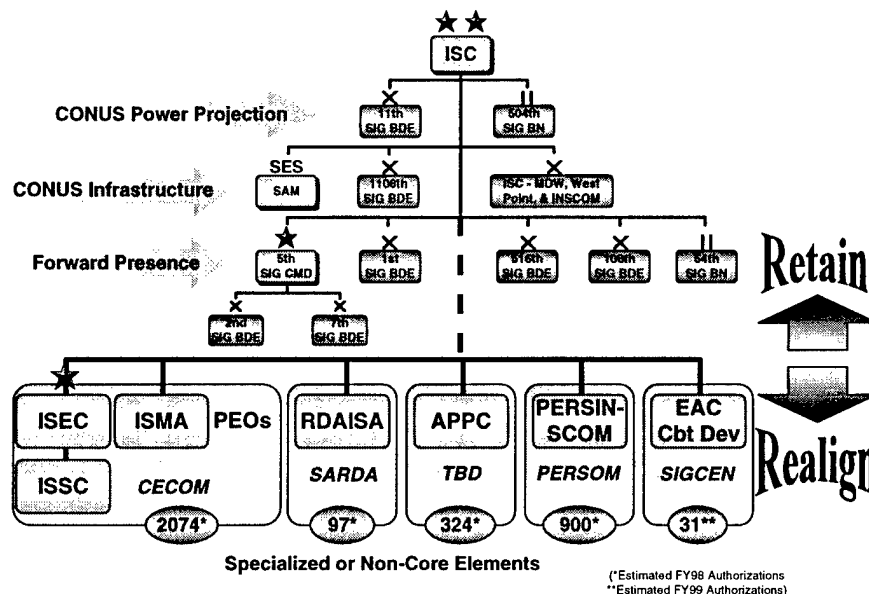 ISC
CONUS Power Projection
11th
SIG BDE
504th
SIG BN
CONUS Infrastructure
SES
SAM
1108th
SIG BDE
ISC - MDW, West
Point, & INSCOM
Forward Presence
5th
SIG CMD
1st
SIG BDE
516th
SIG BDE
106th
SIG BDE
54th
SIG BN
2nd
SIG BDE
7th
SIG BDE
Retain
Realign
ISEC
ISMA
PEOs
ISSC
CECOM
2074*
RDAISA
SARDA
97*
APPC
TBD
324*
PERSIN-
SCOM
PERSOM
900*
EAC
Cbt Dev
SIGCEN
31**
Specialized or Non-Core Elements
(*Estimated FY98 Authorizations
**Estimated FY99 Authorizations)